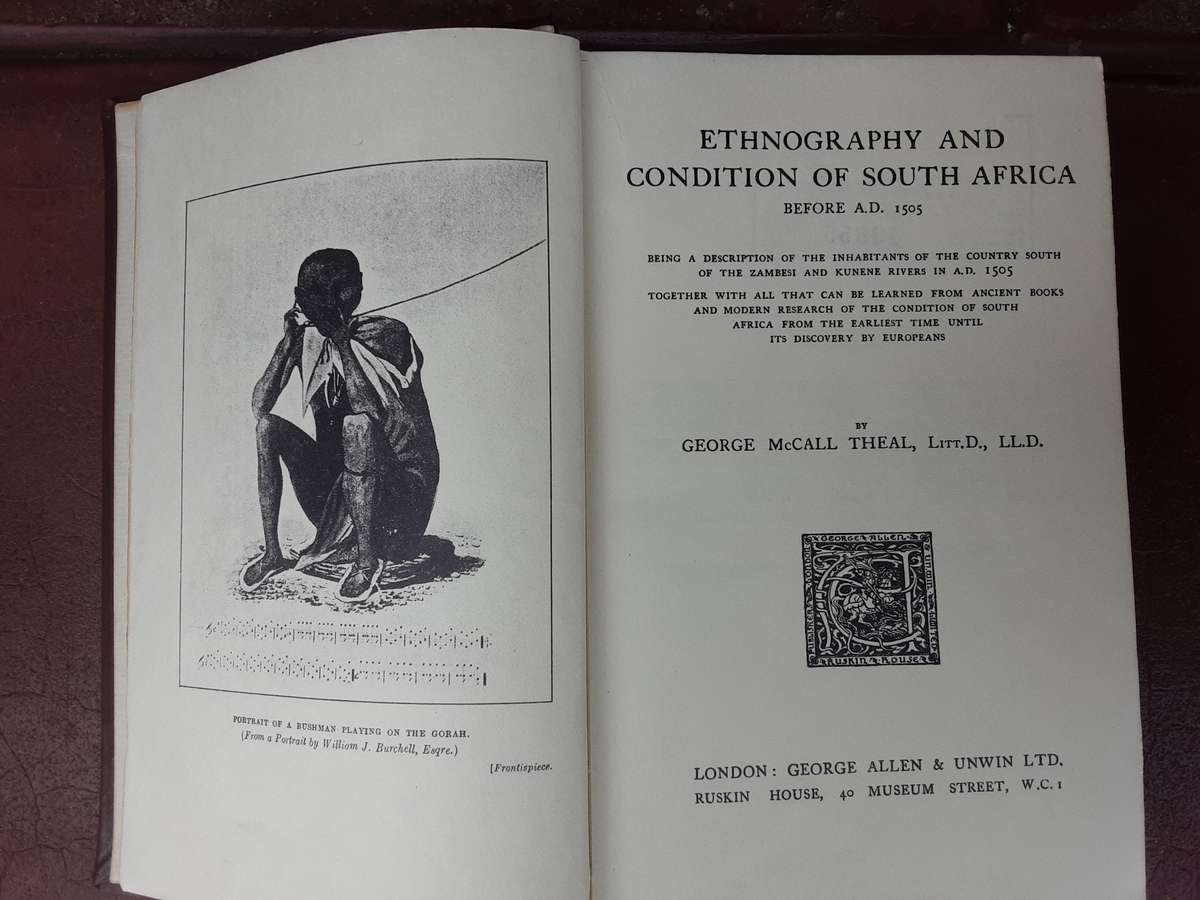 PORTRAIT OF A BUSHMAN PLAYING ON THE GORAH.
(From a Portrait by William J. Burchell, Esqre.)
[Frontispiece.
ETHNOGRAPHY AND
CONDITION OF SOUTH AFRICA
BEFORE A.D. 1505
BEING A DESCRIPTION OF THE INHABITANTS OF THE COUNTRY SOUTH
OF THE ZAMBESI AND KUNENE RIVERS IN A.D. 1505
TOGETHER WITH ALL THAT CAN BE LEARNED FROM ANCIENT BOOKS
AND MODERN RESEARCH OF THE CONDITION OF SOUTH
AFRICA FROM THE EARLIEST TIME UNTIL
ITS DISCOVERY BY EUROPEANS
BY
GEORGE McCALL THEAL, LITT.D., LL.D.
GEORGE ALLEN
RUSKIN HOUSE
LONDON: GEORGE ALLEN & UNWIN LTD.
RUSKIN HOUSE, 40 MUSEUM STREET, W.C. 1